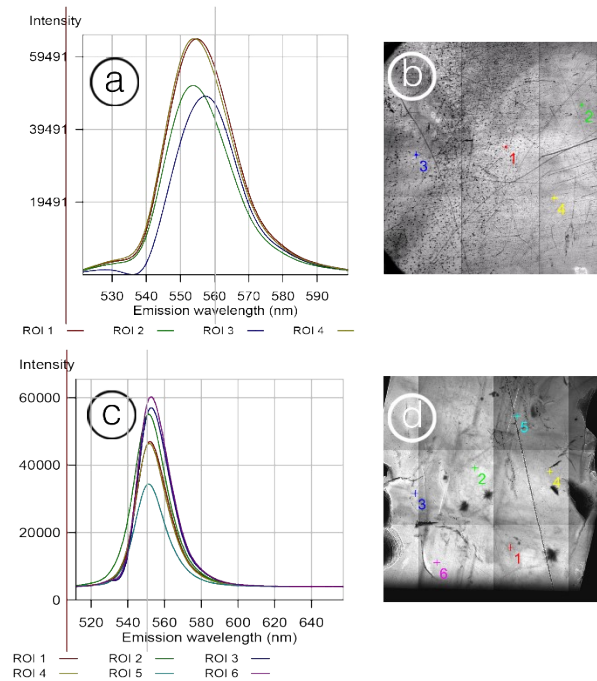 Intensity
59491
39491
19491
530 540 550 560 570 580 590
Emission wavelength (nm)
ROI 1 ROI 2 ROI 3 ROI 4
a
b
1
2
3
4
Intensity
60000
40000
20000
0
520 540 560 580 600 620 640
Emission wavelength (nm)
ROI 1 ROI 2 ROI 3
ROI 4 ROI 5 ROI 6
c
d
5
2
4
3
1
6